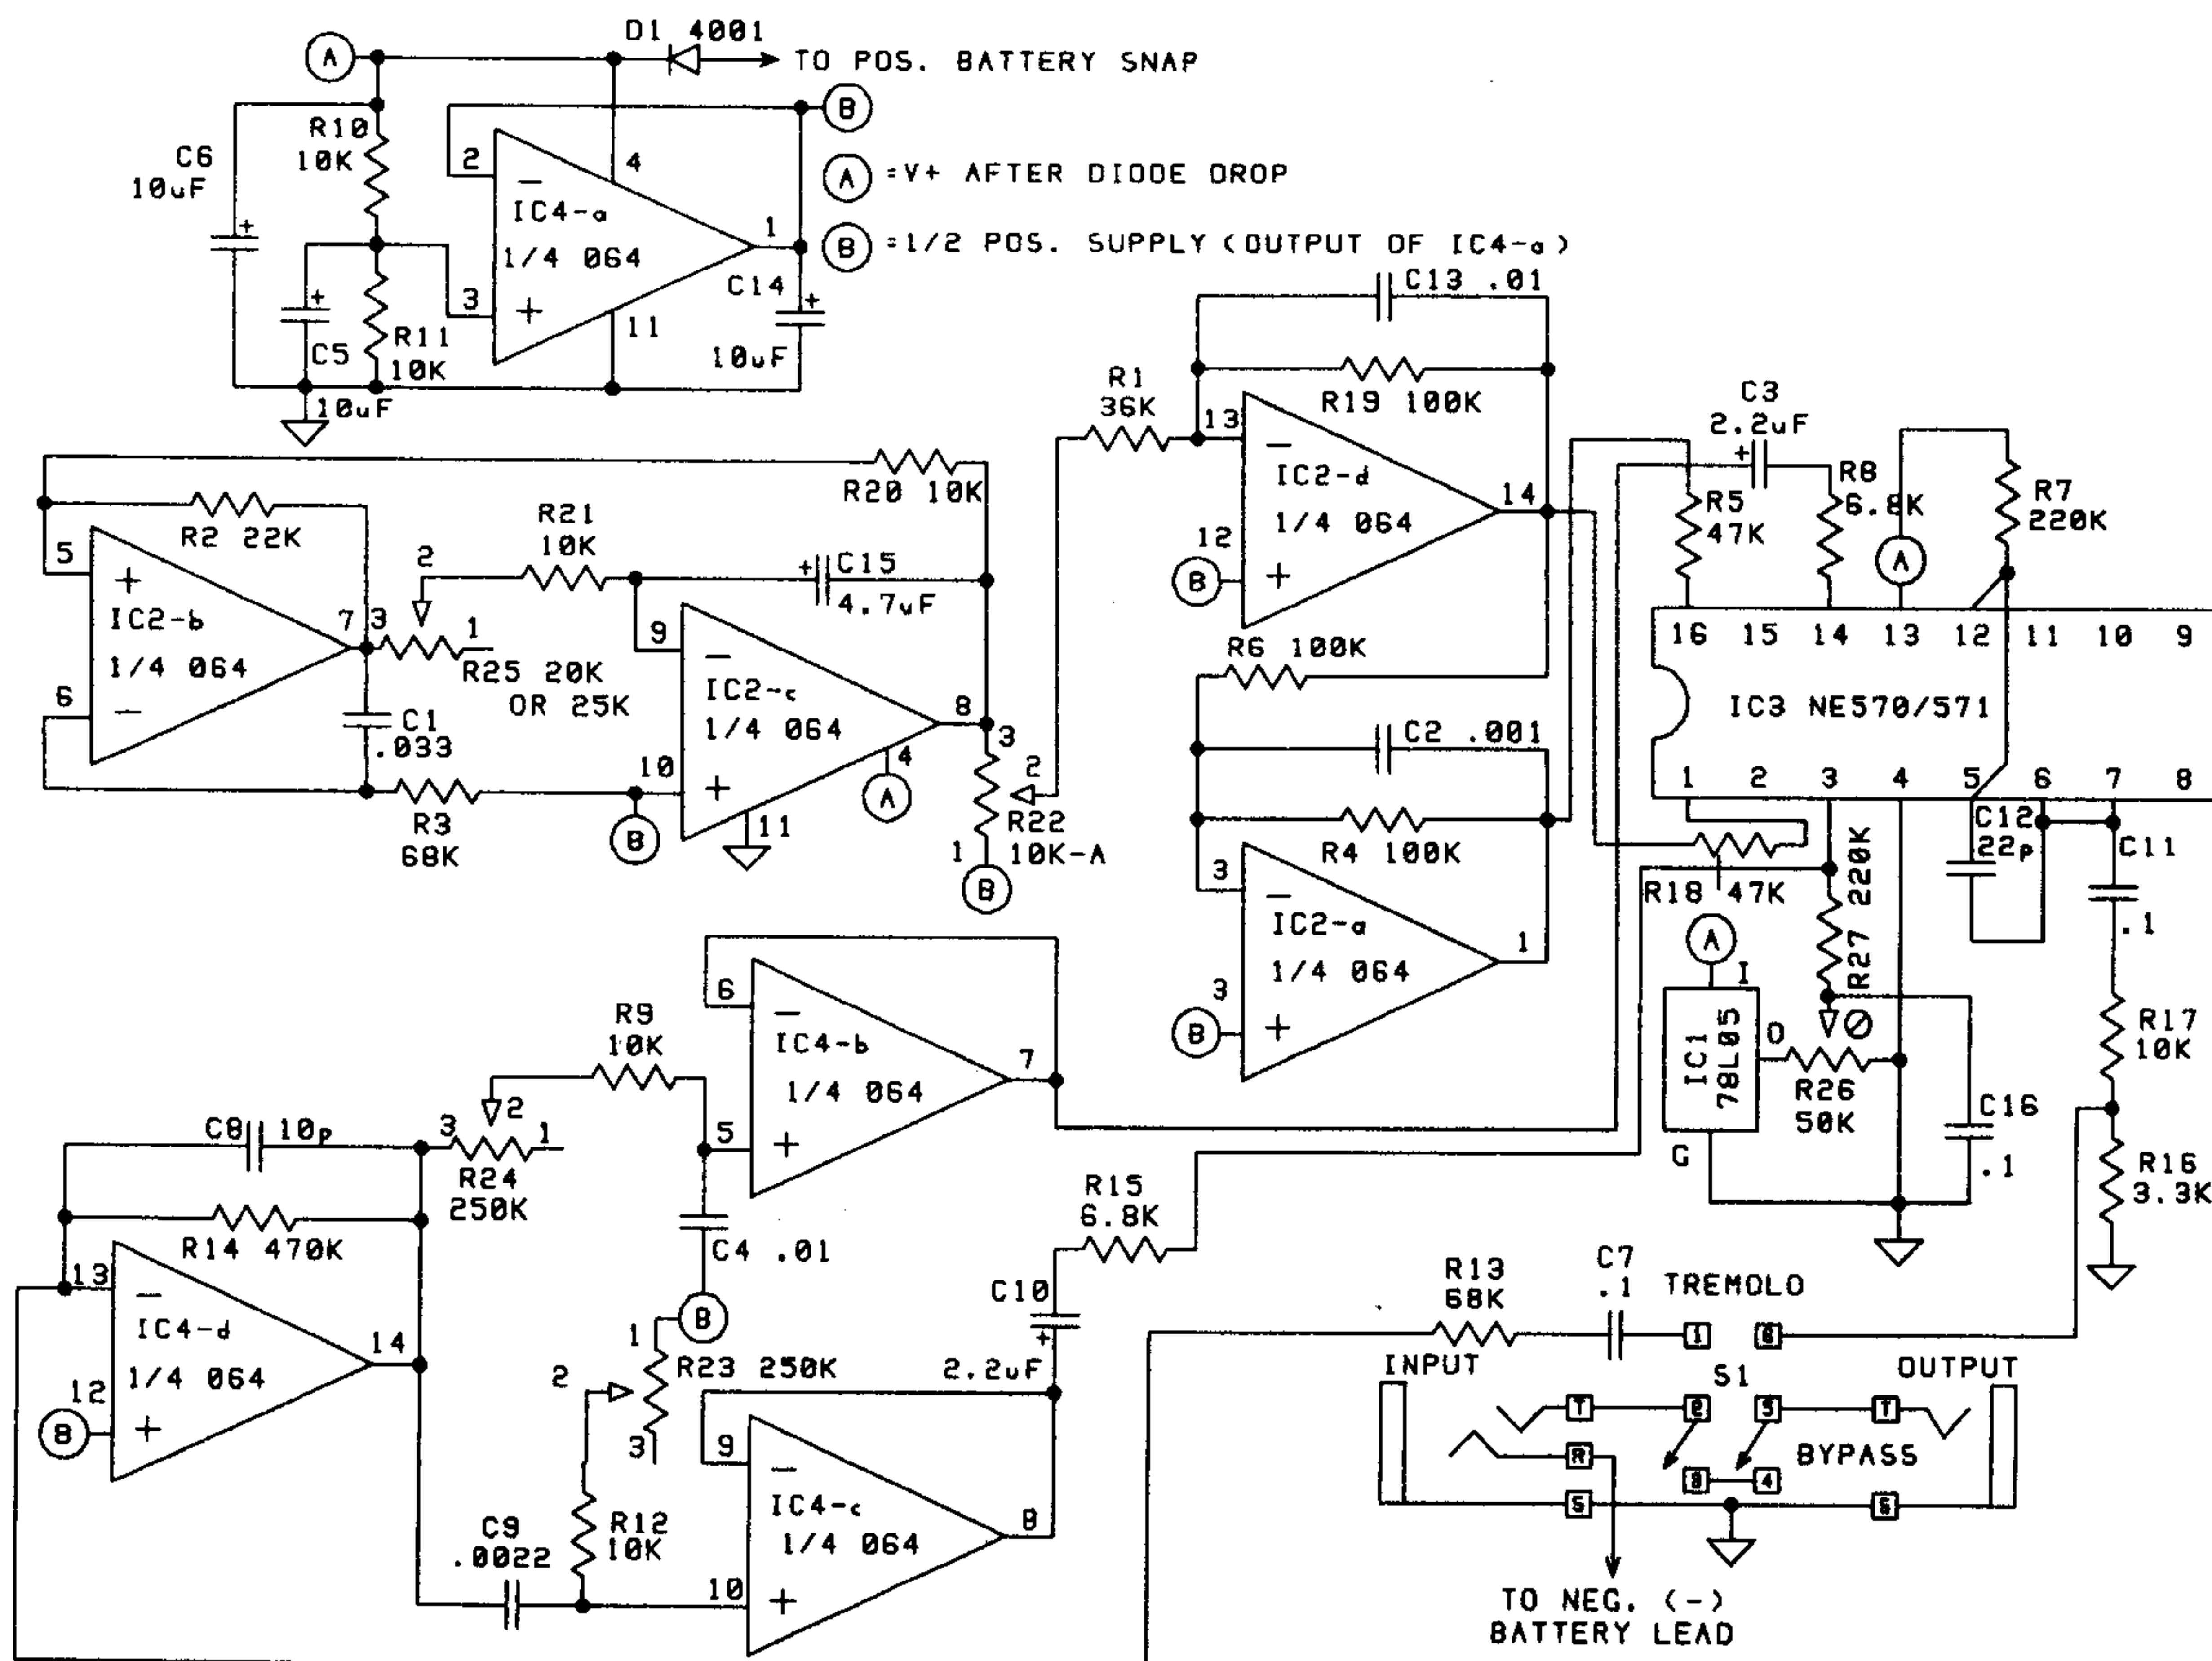 D1 4001
A
TO POS. BATTERY SNAP
B
R10
10K
C6
10uF
2
−
4
IC4-a
1/4 064
1
3
+
11
A =V+ AFTER DIODE DROP
B =1/2 POS. SUPPLY (OUTPUT OF IC4-a)
+
+
C5
10uF
R11
10K
C14
+
10uF
C13 .01
R19 100K
R1
36K
13
−
IC2-d
1/4 064
14
12
B
+
C3
2.2uF
+
R5
47K
R8
6.8K
R7
220K
A
R20 10K
R2 22K
5
+
IC2-b
1/4 064
7
6
−
R21
10K
2
3
1
R25 20K
OR 25K
+
C15
4.7uF
9
−
IC2-c
1/4 064
8
10
+
4
A
11
C1
.033
R3
68K
B
3
2
R22
10K-A
1
B
R6 100K
C2 .001
R4 100K
3
−
IC2-a
1/4 064
1
3
B
+
16 15 14 13 12 11 10 9
IC3 NE570/571
1 2 3 4 5 6 7 8
C12
22p
C11
.1
R18 47K
R27 220K
A
I
IC1
78L05
O
G
Ø
R26
50K
C16
.1
R17
10K
R16
3.3K
6
−
IC4-b
1/4 064
7
5
+
R9
10K
C8 10p
3
2
1
R24
250K
R14 470K
C4 .01
B
13
−
IC4-d
1/4 064
14
12
B
+
1
2
3
R23 250K
R12
10K
C9
.0022
R15
6.8K
C10
+
2.2uF
9
−
IC4-c
1/4 064
8
10
+
R13
68K
C7
.1
TREMOLO
1 6
INPUT
S1
OUTPUT
T 2 5 T
R
BYPASS
3 4
S S
TO NEG. (-)
BATTERY LEAD